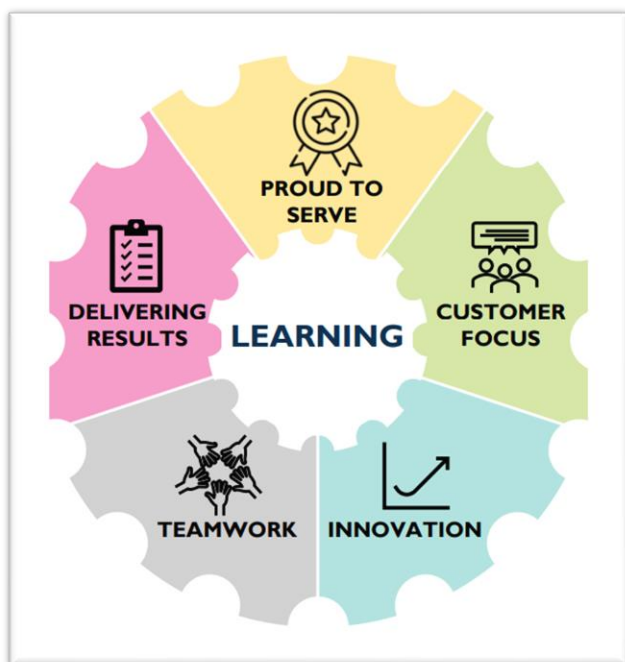 PROUD TO
SERVE
CUSTOMER
FOCUS
INNOVATION
TEAMWORK
DELIVERING
RESULTS
LEARNING